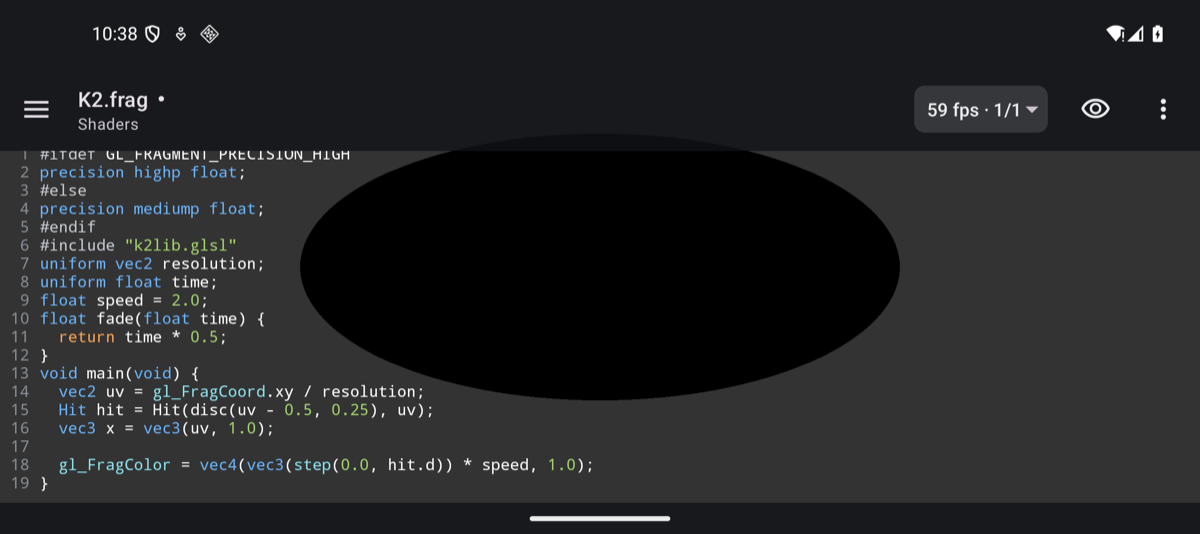 10:38
K2.frag •
Shaders
59 fps · 1/1
1 #ifdef GL_FRAGMENT_PRECISION_HIGH
2 precision highp float;
3 #else
4 precision mediump float;
5 #endif
6 #include "k2lib.glsl"
7 uniform vec2 resolution;
8 uniform float time;
9 float speed = 2.0;
10 float fade(float time) {
11   return time * 0.5;
12 }
13 void main(void) {
14   vec2 uv = gl_FragCoord.xy / resolution;
15   Hit hit = Hit(disc(uv - 0.5, 0.25), uv);
16   vec3 x = vec3(uv, 1.0);
17
18   gl_FragColor = vec4(vec3(step(0.0, hit.d)) * speed, 1.0);
19 }